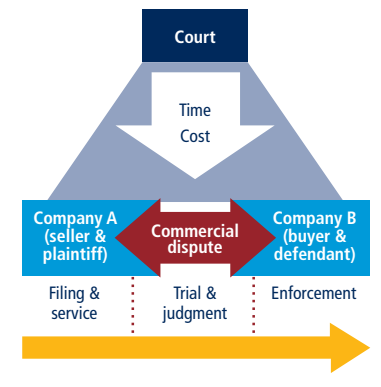 Court
Time
Cost
Company A
(seller &
plaintiff)
Commercial
dispute
Company B
(buyer &
defendant)
Filing &
service
Trial &
judgment
Enforcement